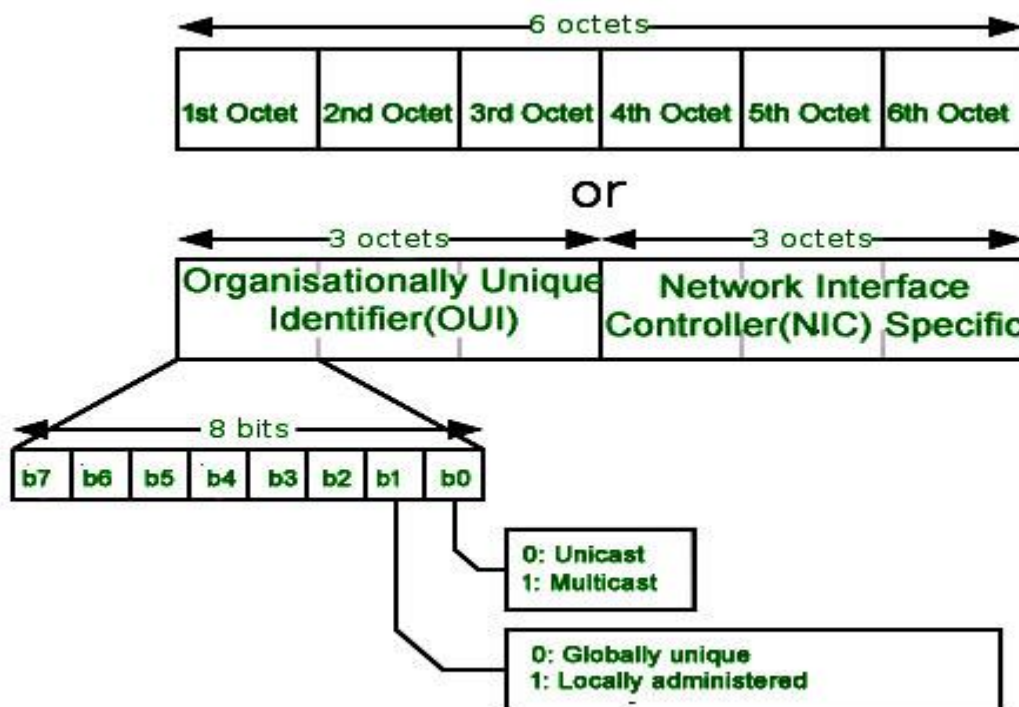 6 octets
1st Octet 2nd Octet 3rd Octet 4th Octet 5th Octet 6th Octet
or
3 octets 3 octets
Organisationally Unique
Identifier(OUI)
Network Interface
Controller(NIC) Specific
8 bits
b7 b6 b5 b4 b3 b2 b1 b0
0: Unicast
1: Multicast
0: Globally unique
1: Locally administered